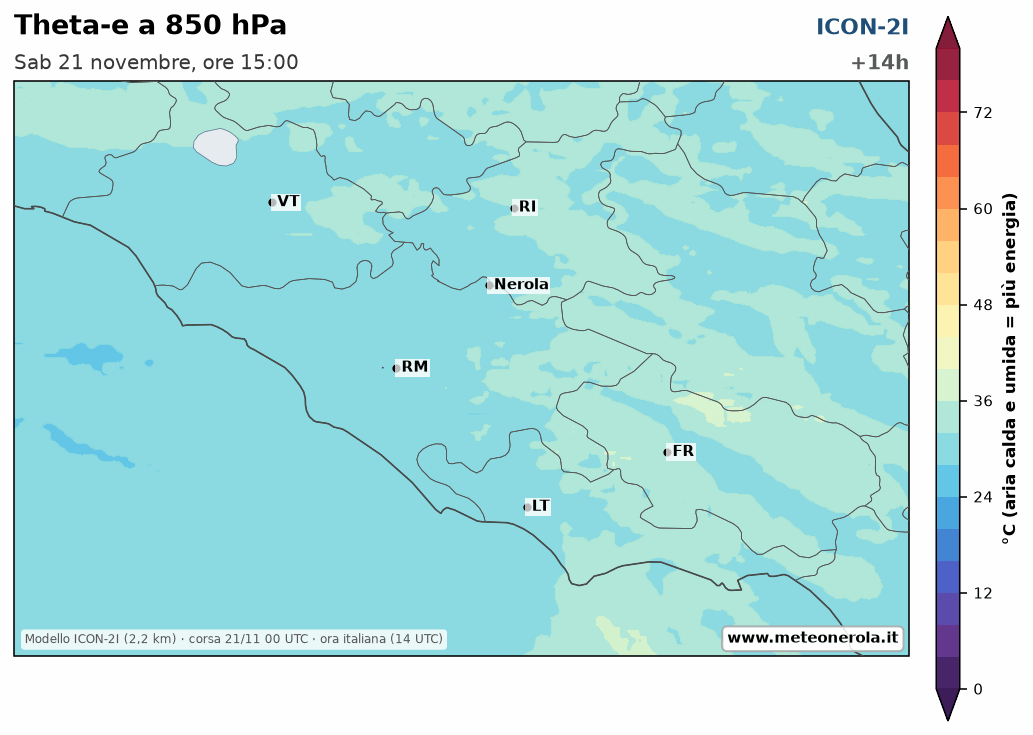 Theta-e a 850 hPa
ICON-2I
Sab 21 novembre, ore 15:00
+14h
VT
RI
Nerola
RM
FR
LT
Modello ICON-2I (2,2 km) · corsa 21/11 00 UTC · ora italiana (14 UTC)
www.meteonerola.it
72
60
48
36
24
12
0
°C (aria calda e umida = più energia)